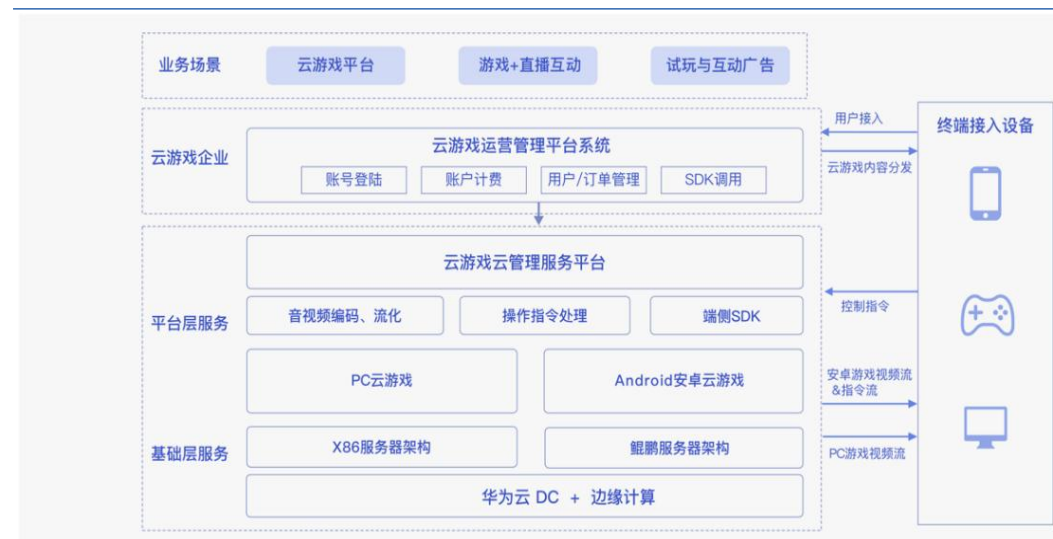 业务场景
云游戏平台
游戏+直播互动
试玩与互动广告
云游戏企业
云游戏运营管理平台系统
账号登陆
账户计费
用户/订单管理
SDK调用
用户接入
云游戏内容分发
终端接入设备
平台层服务
云游戏云管理服务平台
音视频编码、流化
操作指令处理
端侧SDK
控制指令
PC云游戏
Android安卓云游戏
安卓游戏视频流
&指令流
基础层服务
X86服务器架构
鲲鹏服务器架构
PC游戏视频流
华为云 DC + 边缘计算